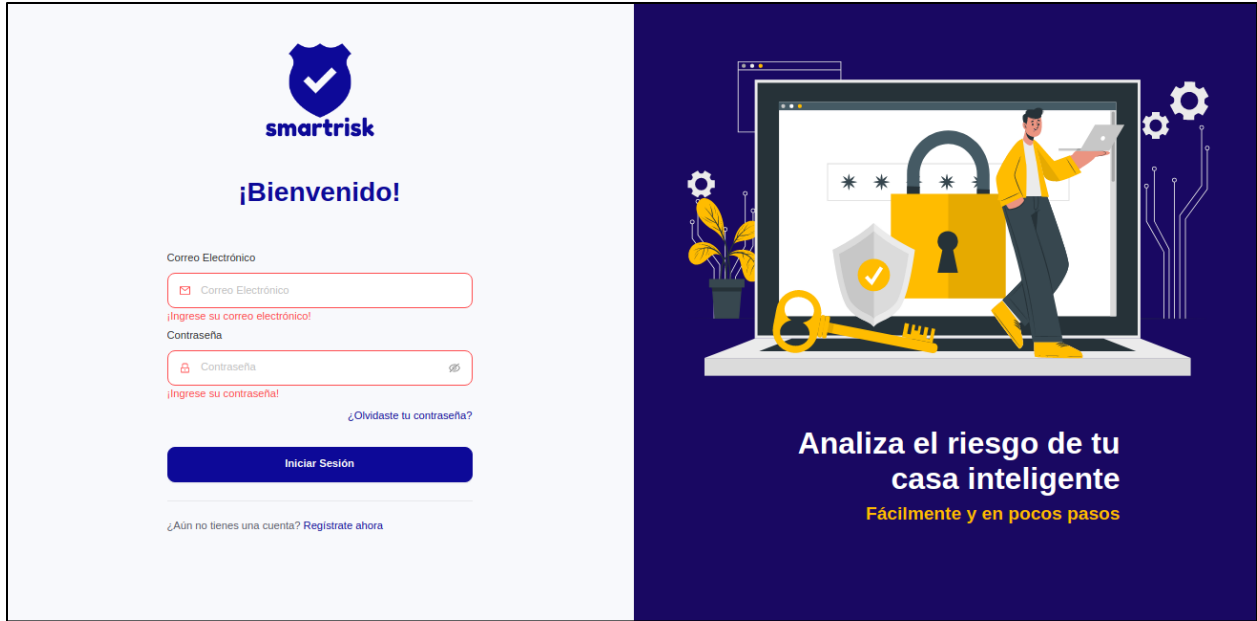 smartrisk
¡Bienvenido!
Correo Electrónico
Correo Electrónico
¡Ingrese su correo electrónico!
Contraseña
Contraseña
¡Ingrese su contraseña!
¿Olvidaste tu contraseña?
Iniciar Sesión
¿Aún no tienes una cuenta? Regístrate ahora
Analiza el riesgo de tu
casa inteligente
Fácilmente y en pocos pasos